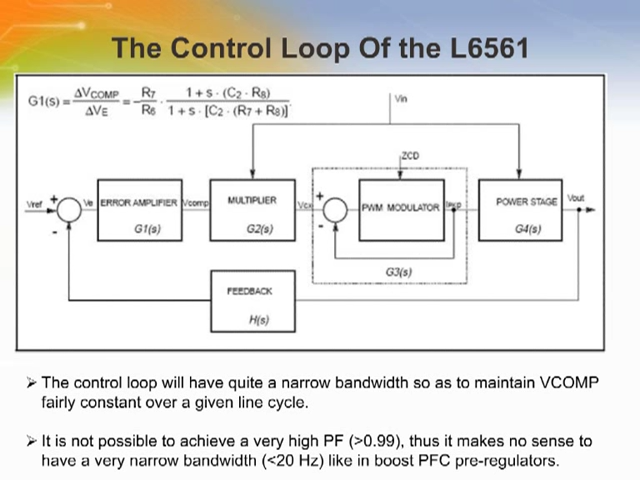 The Control Loop Of the L6561
G1(s) = ΔVCOMP / ΔVE = - R7 / R6 · 1 + s · (C2 · R8) / 1 + s · [C2 · (R7 + R8)]
Vin
ZCD
Vref + - Ve ERROR AMPLIFIER Vcomp MULTIPLIER Vcx + - PWM MODULATOR POWER STAGE Vout
G1(s) G2(s) G4(s)
G3(s)
FEEDBACK
H(s)
➢ The control loop will have quite a narrow bandwidth so as to maintain VCOMP
fairly constant over a given line cycle.
➢ It is not possible to achieve a very high PF (>0.99), thus it makes no sense to
have a very narrow bandwidth (<20 Hz) like in boost PFC pre-regulators.